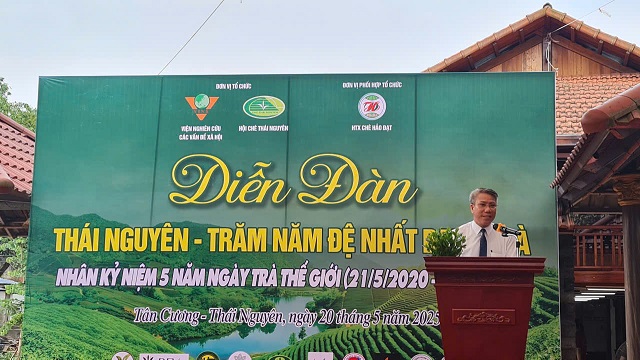 ĐƠN VỊ TỔ CHỨC
ĐƠN VỊ PHỐI HỢP TỔ CHỨC
VIỆN NGHIÊN CỨU
CÁC VẤN ĐỀ XÃ HỘI
HỘI CHÈ THÁI NGUYÊN
HTX CHÈ HẢO ĐẠT
Diễn Đàn
THÁI NGUYÊN - TRĂM NĂM ĐỆ NHẤT
NHÂN KỶ NIỆM 5 NĂM NGÀY TRÀ THẾ GIỚI (21/5/2020 -
Tân Cương - Thái Nguyên, ngày 20 tháng 5 năm 2025